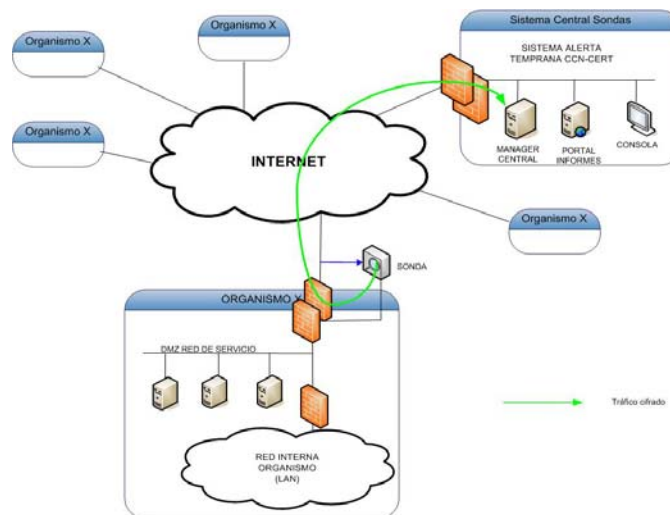 Organismo X
Organismo X
Sistema Central Sondas
SISTEMA ALERTA
TEMPRANA CCN-CERT
MANAGER
CENTRAL
PORTAL
INFORMES
CONSOLA
Organismo X
INTERNET
Organismo X
SONDA
ORGANISMO X
DMZ RED DE SERVICIO
RED INTERNA
ORGANISMO
(LAN)
Tráfico cifrado